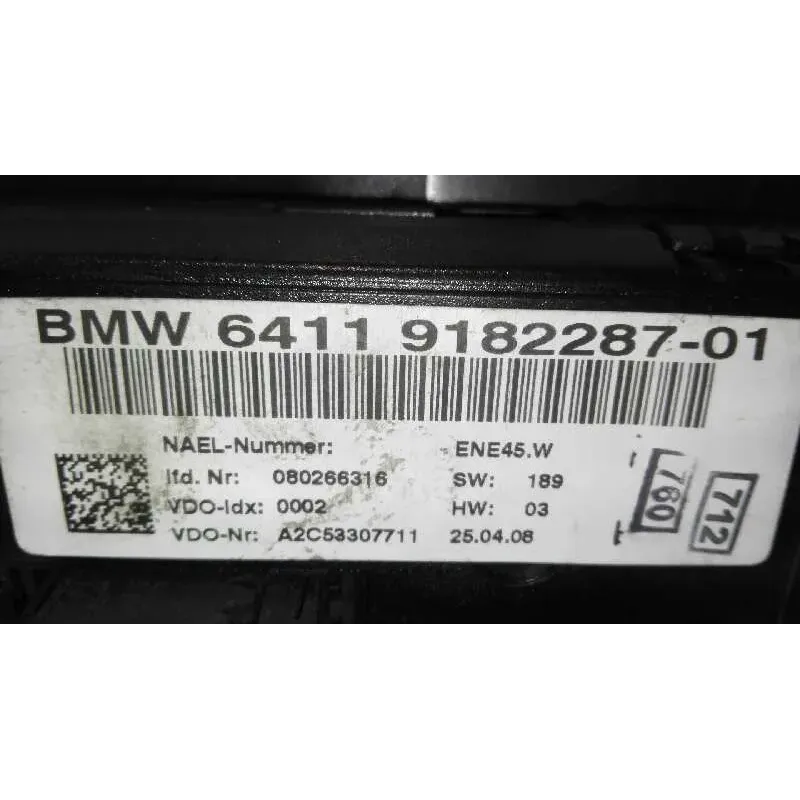 BMW 6411 9182287-01
NAEL-Nummer: ENE45.W
lfd. Nr: 080266316 SW: 189
VDO-Idx: 0002 HW: 03
VDO-Nr: A2C53307711 25.04.08
760
712